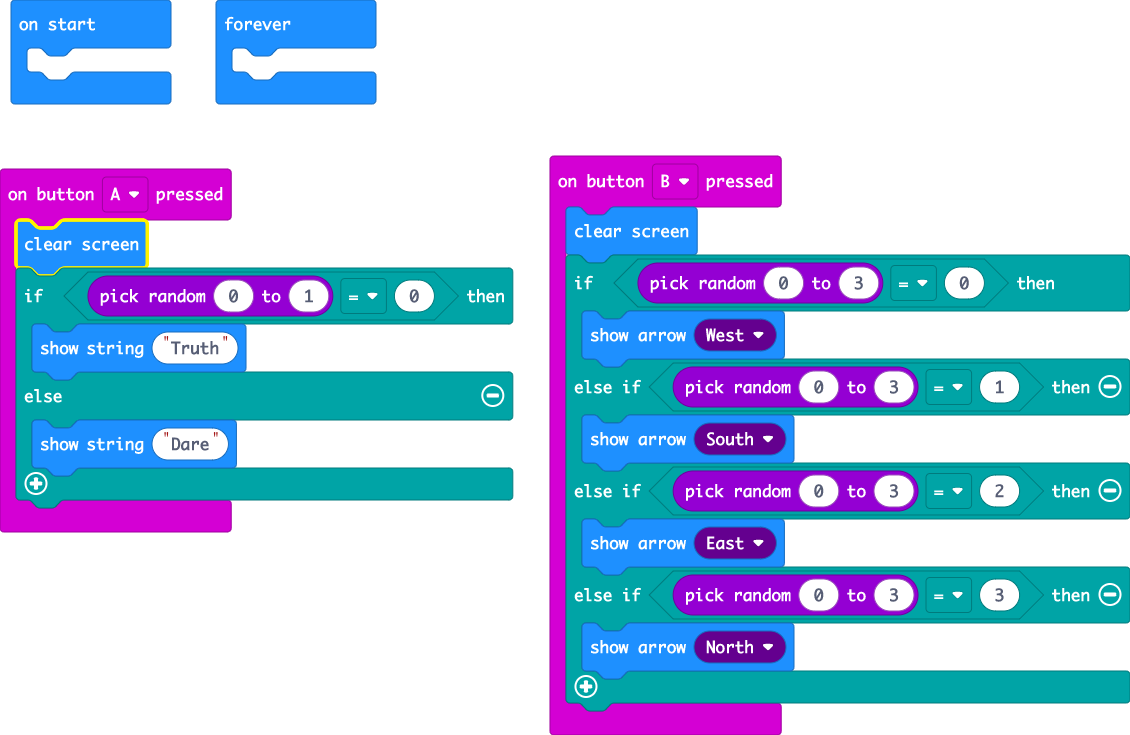 on start
forever
on button A pressed
clear screen
if pick random 0 to 1 = 0 then
show string "Truth"
else
show string "Dare"
on button B pressed
clear screen
if pick random 0 to 3 = 0 then
show arrow West
else if pick random 0 to 3 = 1 then
show arrow South
else if pick random 0 to 3 = 2 then
show arrow East
else if pick random 0 to 3 = 3 then
show arrow North